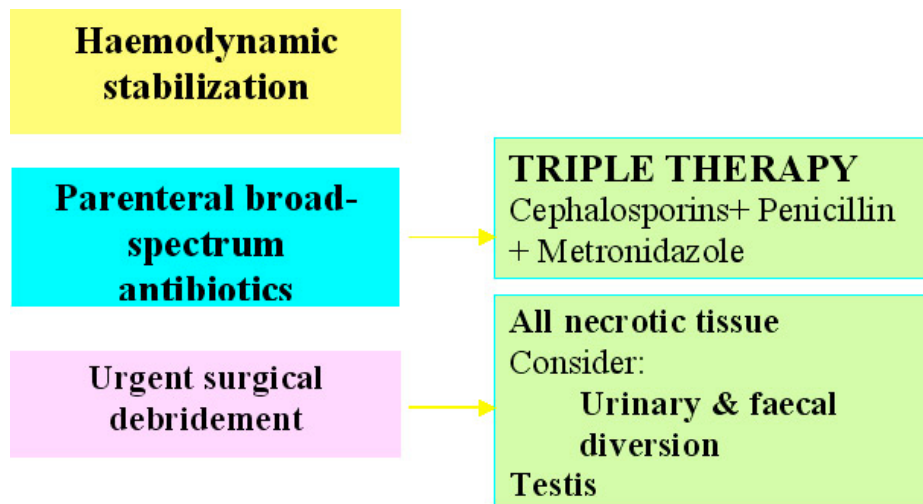 Haemodynamic
stabilization
Parenteral broad-
spectrum
antibiotics
TRIPLE THERAPY
Cephalosporins+ Penicillin
+ Metronidazole
Urgent surgical
debridement
All necrotic tissue
Consider:
Urinary & faecal
diversion
Testis